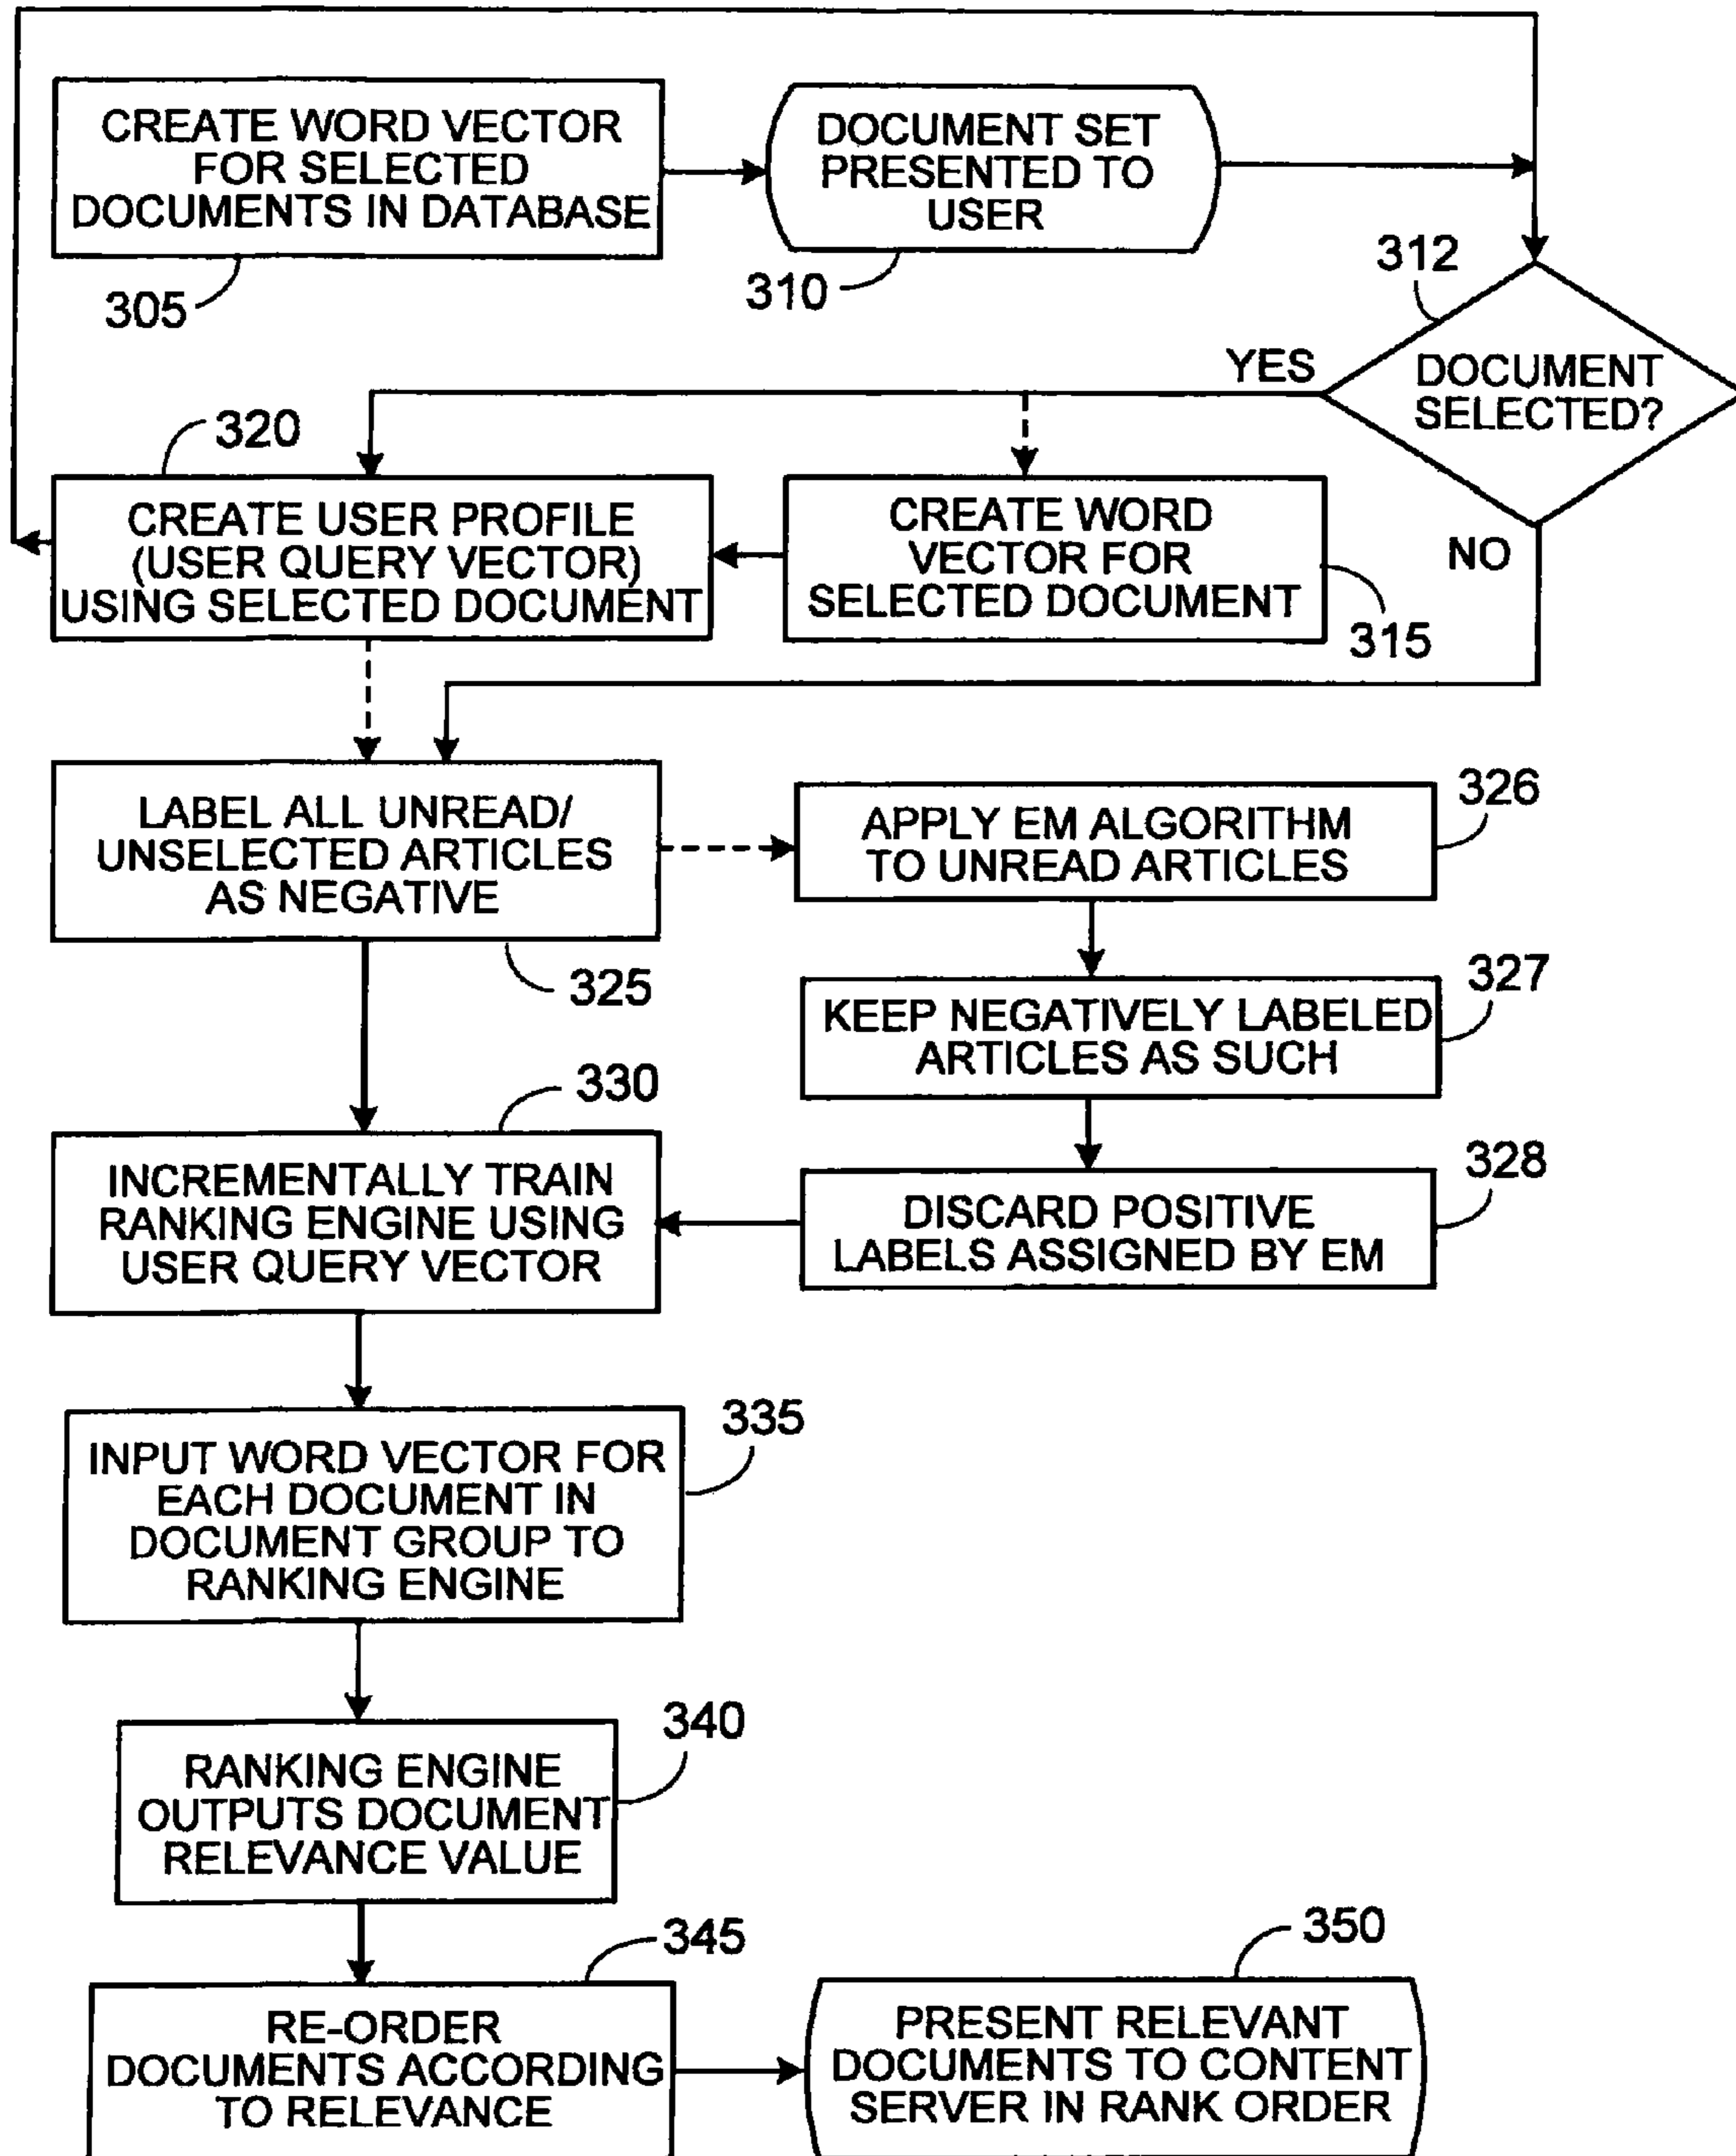 CREATE WORD VECTOR
FOR SELECTED
DOCUMENTS IN DATABASE
305
DOCUMENT SET
PRESENTED TO
USER
310
312
DOCUMENT
SELECTED?
YES
NO
320
CREATE USER PROFILE
(USER QUERY VECTOR)
USING SELECTED DOCUMENT
CREATE WORD
VECTOR FOR
SELECTED DOCUMENT
315
LABEL ALL UNREAD/
UNSELECTED ARTICLES
AS NEGATIVE
325
APPLY EM ALGORITHM
TO UNREAD ARTICLES
326
KEEP NEGATIVELY LABELED
ARTICLES AS SUCH
327
DISCARD POSITIVE
LABELS ASSIGNED BY EM
328
330
INCREMENTALLY TRAIN
RANKING ENGINE USING
USER QUERY VECTOR
INPUT WORD VECTOR FOR
EACH DOCUMENT IN
DOCUMENT GROUP TO
RANKING ENGINE
335
RANKING ENGINE
OUTPUTS DOCUMENT
RELEVANCE VALUE
340
345
RE-ORDER
DOCUMENTS ACCORDING
TO RELEVANCE
350
PRESENT RELEVANT
DOCUMENTS TO CONTENT
SERVER IN RANK ORDER